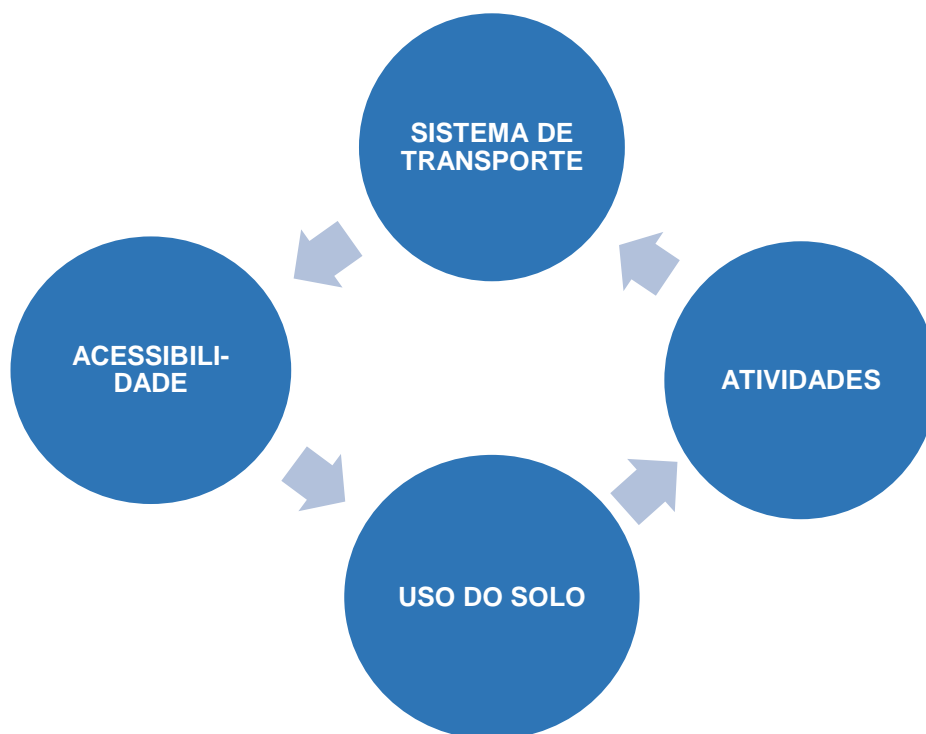 SISTEMA DE
TRANSPORTE
ACESSIBILI-
DADE
ATIVIDADES
USO DO SOLO